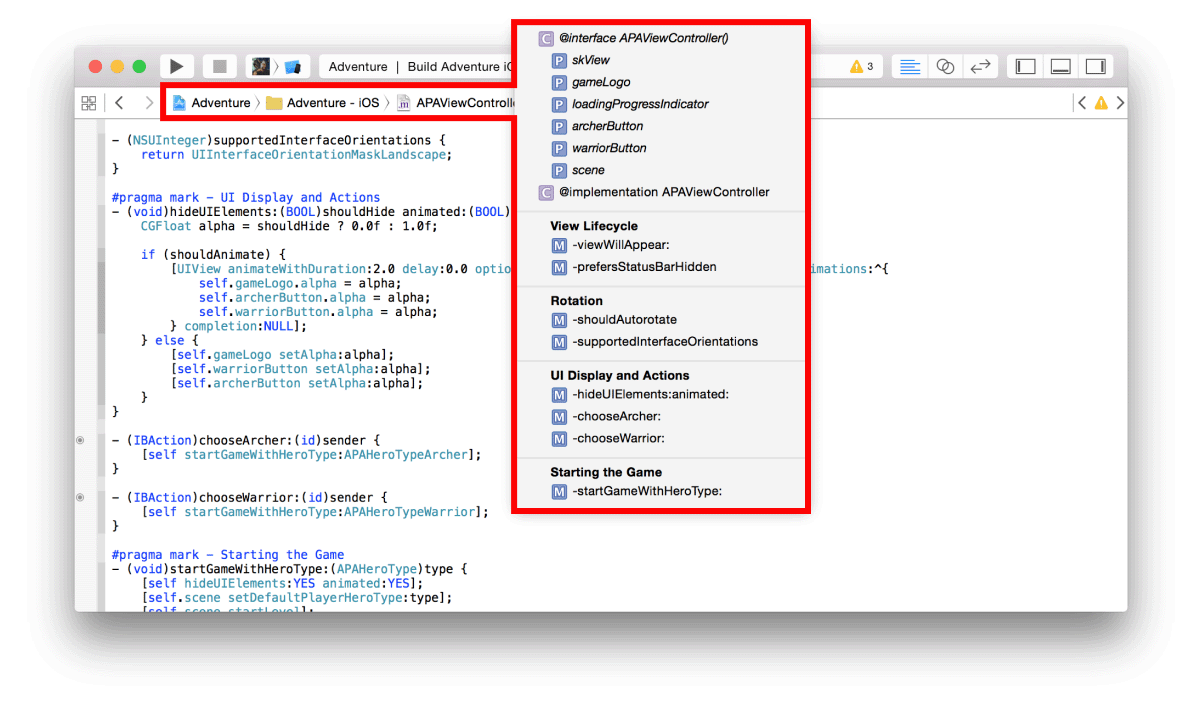 Adventure | Build Adventure iO
3
Adventure 〉 Adventure - iOS 〉 m APAViewControlle
- (NSUInteger)supportedInterfaceOrientations {
    return UIInterfaceOrientationMaskLandscape;
}
#pragma mark - UI Display and Actions
- (void)hideUIElements:(BOOL)shouldHide animated:(BOOL)
    CGFloat alpha = shouldHide ? 0.0f : 1.0f;
    if (shouldAnimate) {
        [UIView animateWithDuration:2.0 delay:0.0 optio imations:^{
            self.gameLogo.alpha = alpha;
            self.archerButton.alpha = alpha;
            self.warriorButton.alpha = alpha;
        } completion:NULL];
    } else {
        [self.gameLogo setAlpha:alpha];
        [self.warriorButton setAlpha:alpha];
        [self.archerButton setAlpha:alpha];
    }
}
- (IBAction)chooseArcher:(id)sender {
    [self startGameWithHeroType:APAHeroTypeArcher];
}
- (IBAction)chooseWarrior:(id)sender {
    [self startGameWithHeroType:APAHeroTypeWarrior];
}
#pragma mark - Starting the Game
- (void)startGameWithHeroType:(APAHeroType)type {
    [self hideUIElements:YES animated:YES];
    [self.scene setDefaultPlayerHeroType:type];
    [self.scene startLevel];
C @interface APAViewController()
P skView
P gameLogo
P loadingProgressIndicator
P archerButton
P warriorButton
P scene
C @implementation APAViewController
View Lifecycle
M -viewWillAppear:
M -prefersStatusBarHidden
Rotation
M -shouldAutorotate
M -supportedInterfaceOrientations
UI Display and Actions
M -hideUIElements:animated:
M -chooseArcher:
M -chooseWarrior:
Starting the Game
M -startGameWithHeroType: